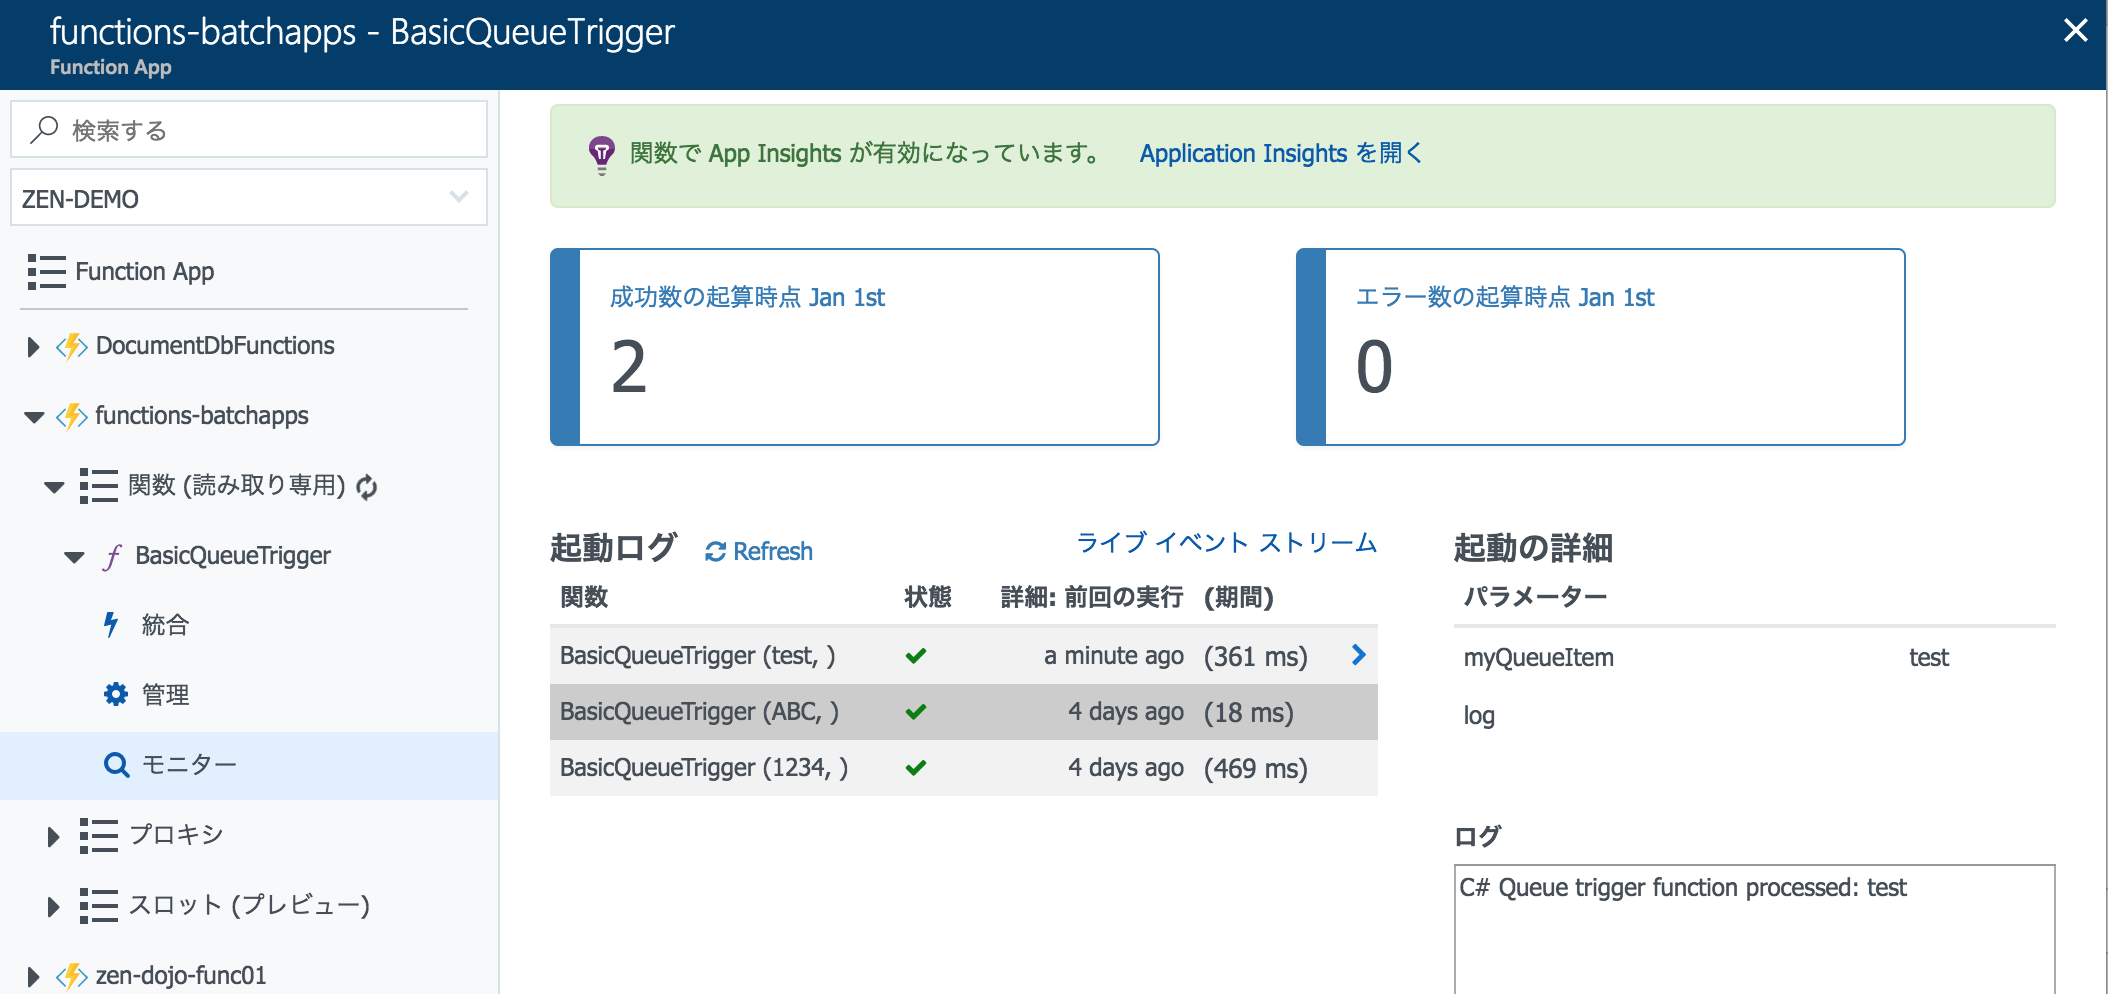 functions-batchapps - BasicQueueTrigger
Function App
検索する
ZEN-DEMO
Function App
DocumentDbFunctions
functions-batchapps
関数 (読み取り専用)
BasicQueueTrigger
統合
管理
モニター
プロキシ
スロット (プレビュー)
zen-dojo-func01
関数で App Insights が有効になっています。 Application Insights を開く
成功数の起算時点 Jan 1st
2
エラー数の起算時点 Jan 1st
0
起動ログ Refresh ライブ イベント ストリーム
関数 状態 詳細: 前回の実行 (期間)
BasicQueueTrigger (test, ) a minute ago (361 ms)
BasicQueueTrigger (ABC, ) 4 days ago (18 ms)
BasicQueueTrigger (1234, ) 4 days ago (469 ms)
起動の詳細
パラメーター
myQueueItem test
log
ログ
C# Queue trigger function processed: test